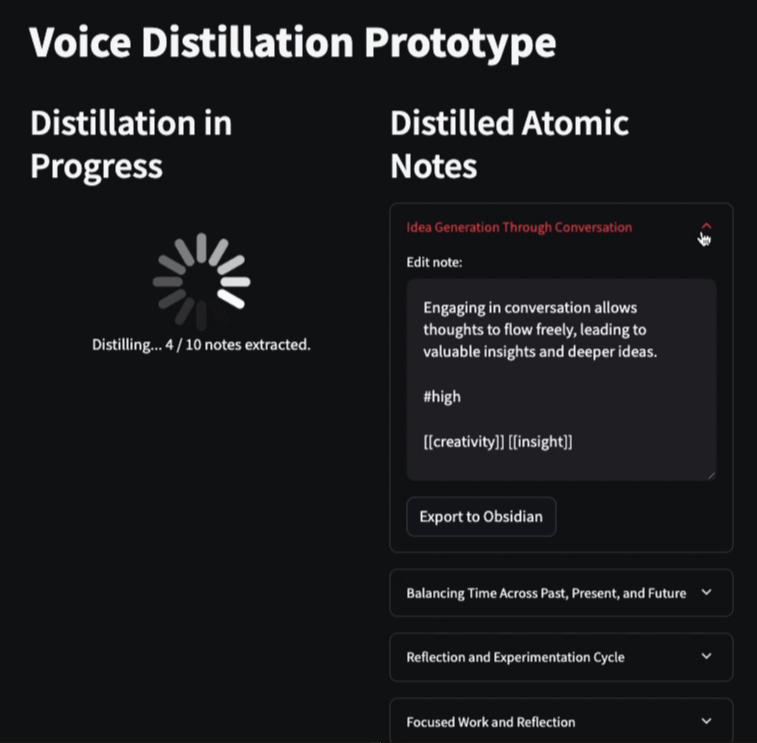 Voice Distillation Prototype
Distillation in
Progress
Distilling... 4 / 10 notes extracted.
Distilled Atomic
Notes
Idea Generation Through Conversation
Edit note:
Engaging in conversation allows
thoughts to flow freely, leading to
valuable insights and deeper ideas.
#high
[[creativity]] [[insight]]
Export to Obsidian
Balancing Time Across Past, Present, and Future
Reflection and Experimentation Cycle
Focused Work and Reflection